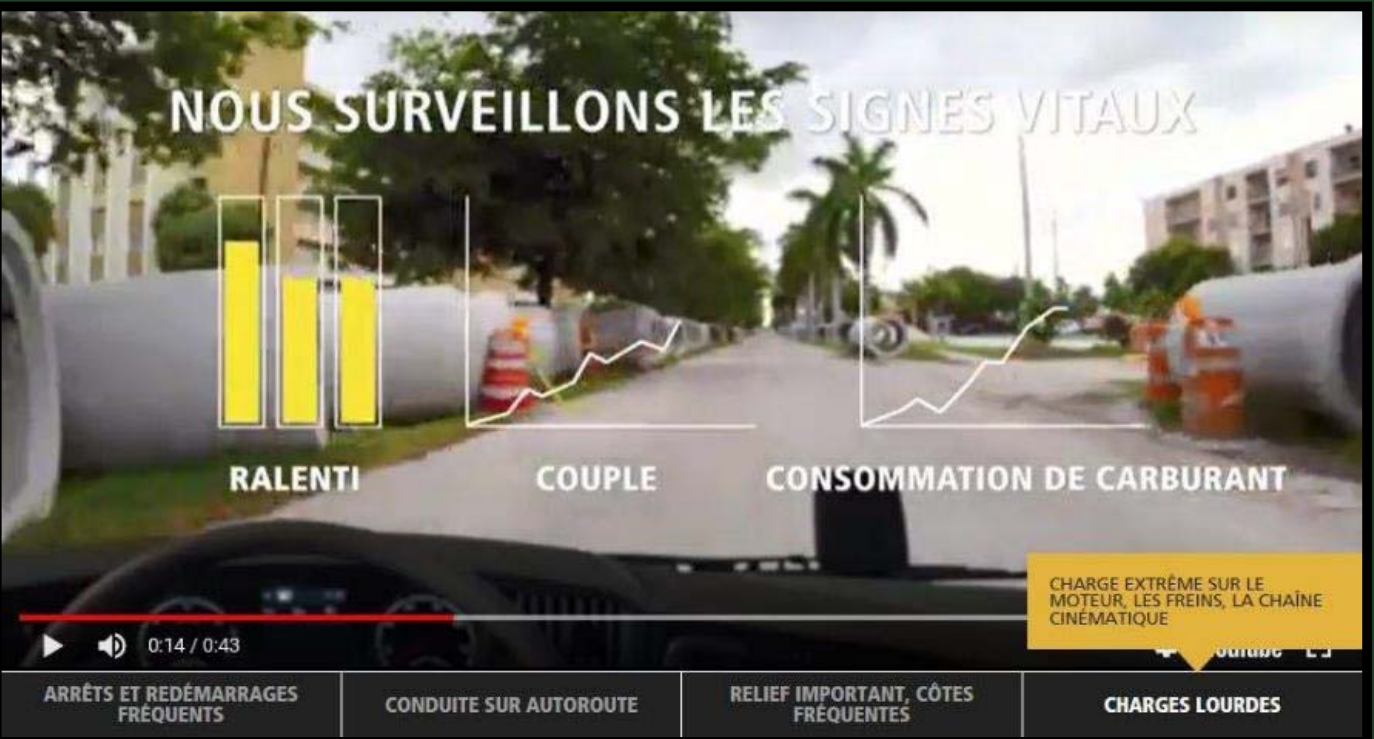 NOUS SURVEILLONS LES SIGNES VITAUX
RALENTI
COUPLE
CONSOMMATION DE CARBURANT
CHARGE EXTRÊME SUR LE
MOTEUR, LES FREINS, LA CHAÎNE
CINÉMATIQUE
0:14 / 0:43
ARRÊTS ET REDÉMARRAGES
FRÉQUENTS
CONDUITE SUR AUTOROUTE
RELIEF IMPORTANT, CÔTES
FRÉQUENTES
CHARGES LOURDES